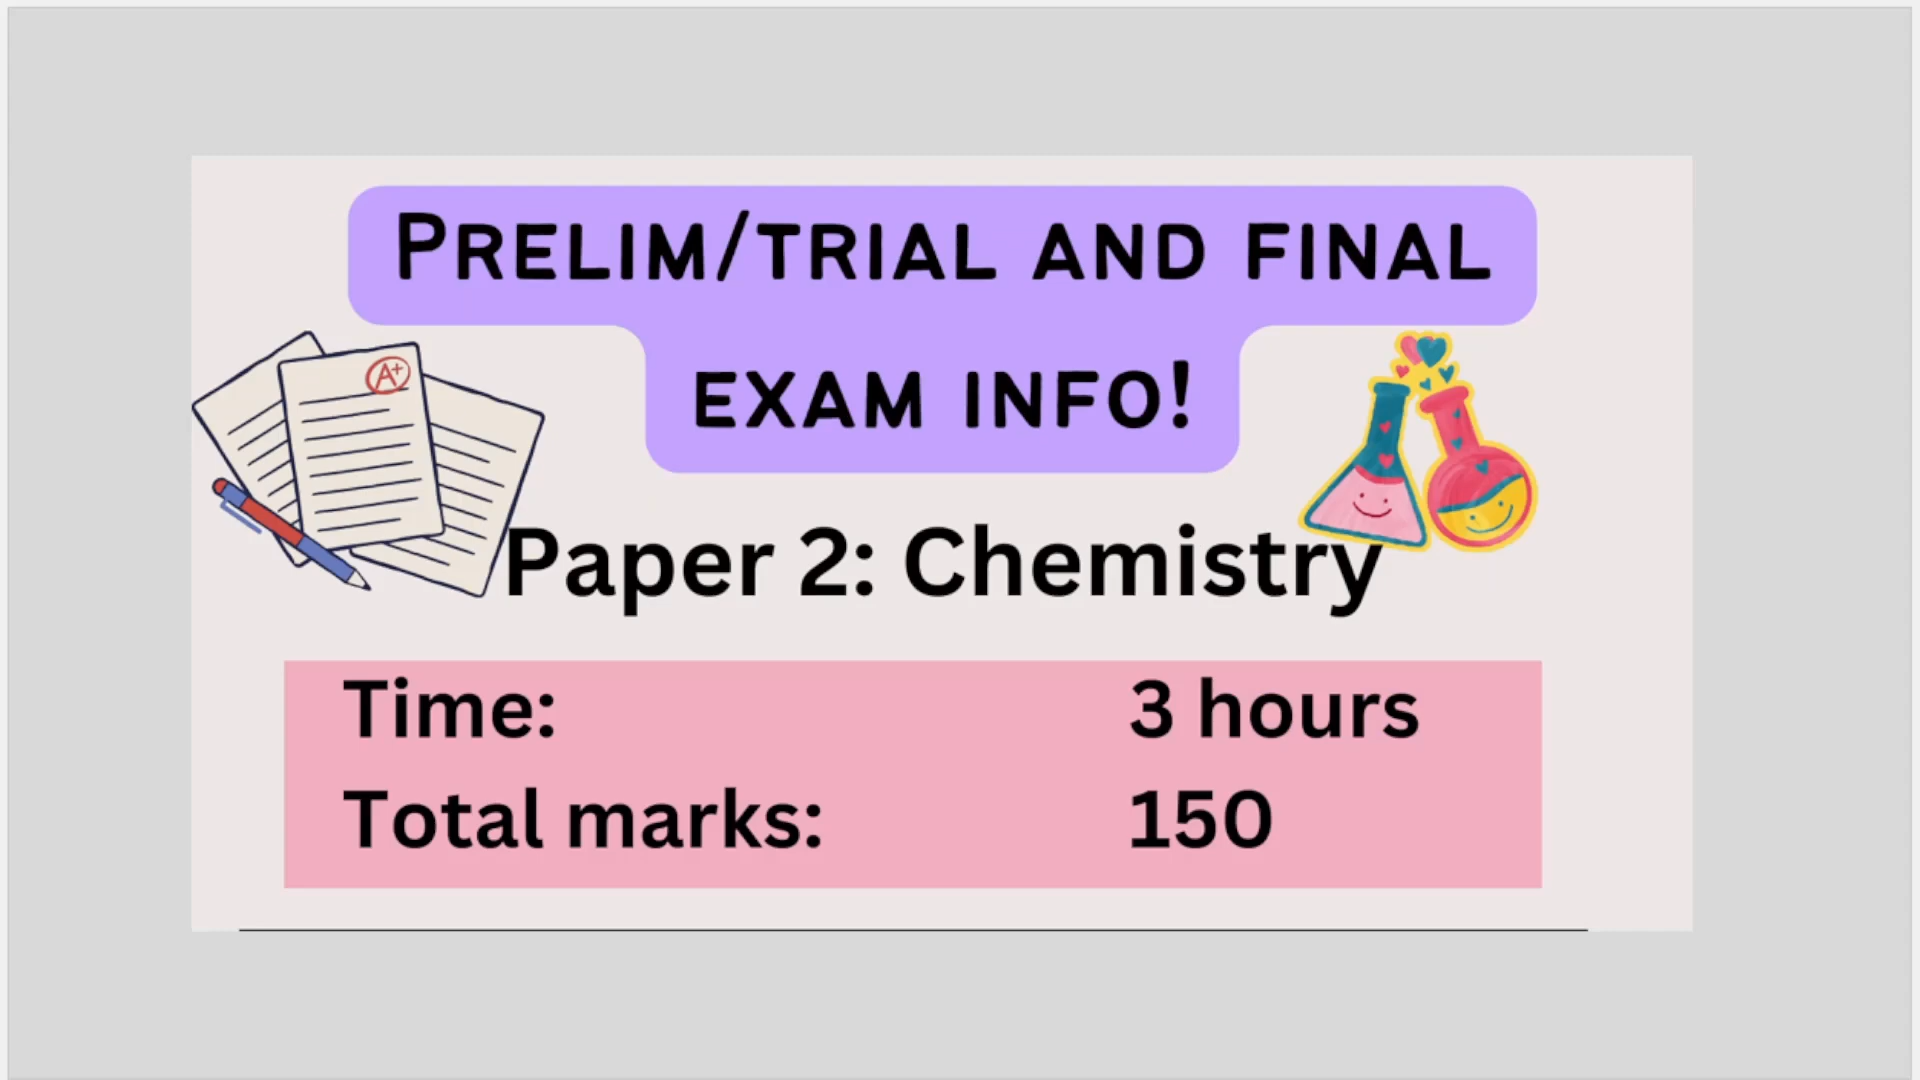 PRELIM/TRIAL AND FINAL
EXAM INFO!
A+
Paper 2: Chemistry
Time: 3 hours
Total marks: 150